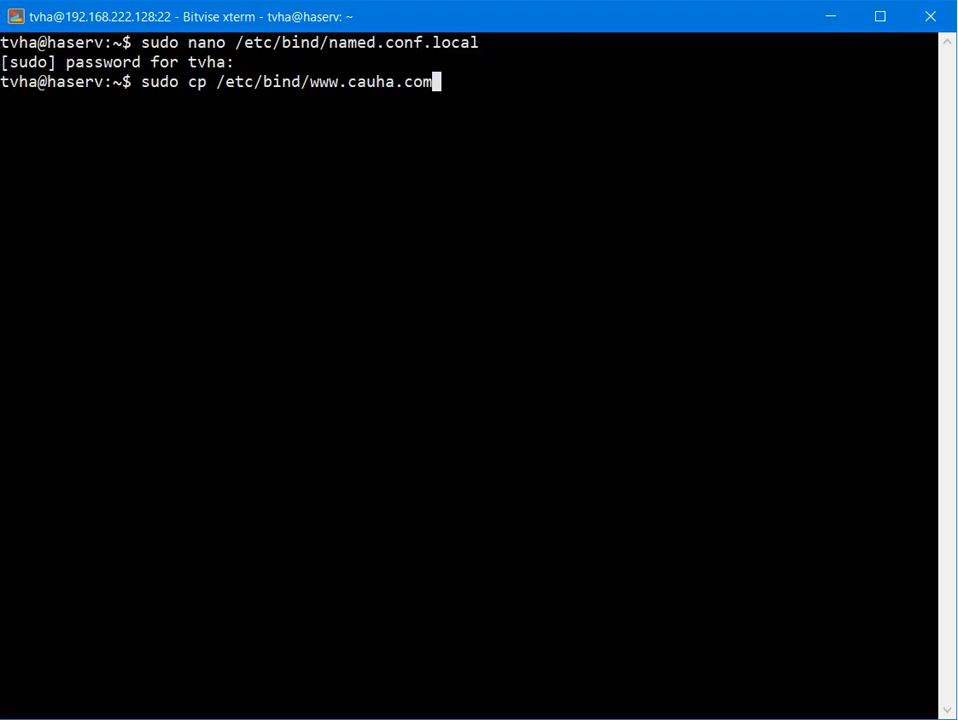 tvha@192.168.222.128:22 - Bitvise xterm - tvha@haserv: ~
tvha@haserv:~$ sudo nano /etc/bind/named.conf.local
[sudo] password for tvha:
tvha@haserv:~$ sudo cp /etc/bind/www.cauha.com